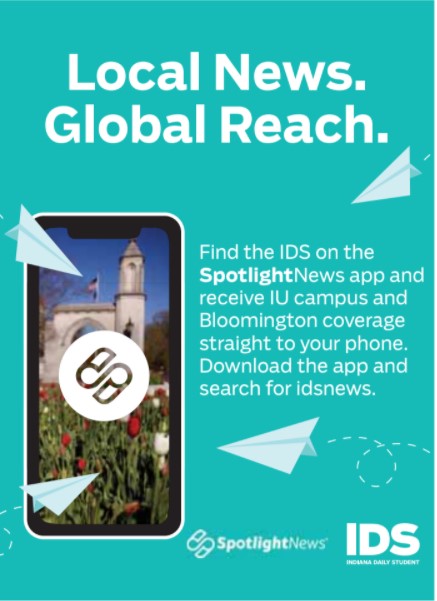 Local News.
Global Reach.
Find the IDS on the
SpotlightNews app and
receive IU campus and
Bloomington coverage
straight to your phone.
Download the app and
search for idsnews.
SpotlightNews
IDS
INDIANA DAILY STUDENT